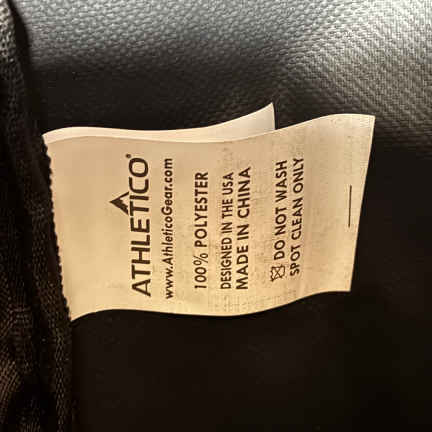 ATHLETICO®
www.AthleticoGear.com
100% POLYESTER
DESIGNED IN THE USA
MADE IN CHINA
DO NOT WASH
SPOT CLEAN ONLY